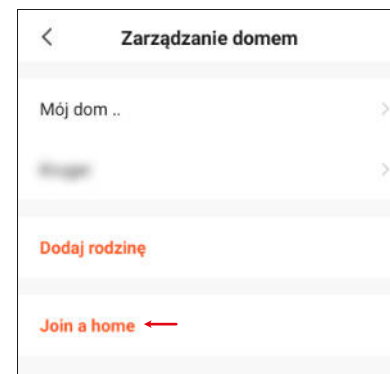 Zarządzanie domem
Mój dom ..
Dodaj rodzinę
Join a home